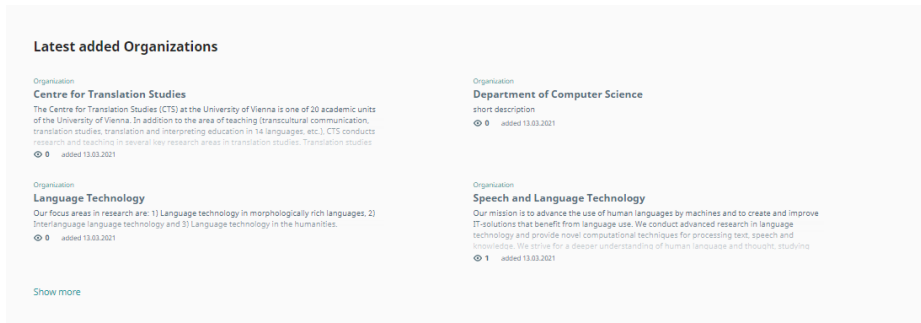 Latest added Organizations
Organization
Centre for Translation Studies
The Centre for Translation Studies (CTS) at the University of Vienna is one of 20 academic units
of the University of Vienna. In addition to the area of teaching (transcultural communication,
translation studies, translation and interpreting education in 14 languages, etc.), CTS conducts
research and teaching in several key research areas in translation studies. Translation studies
0 added 13.03.2021
Organization
Department of Computer Science
short description
0 added 13.03.2021
Organization
Language Technology
Our focus areas in research are: 1) Language technology in morphologically rich languages, 2)
Interlanguage language technology and 3) Language technology in the humanities.
0 added 13.03.2021
Organization
Speech and Language Technology
Our mission is to advance the use of human languages by machines and to create and improve
IT-solutions that benefit from language use. We conduct advanced research in language
technology and provide novel computational techniques for processing text, speech and
knowledge. We strive for a deeper understanding of human language and thought, studying
1 added 13.03.2021
Show more